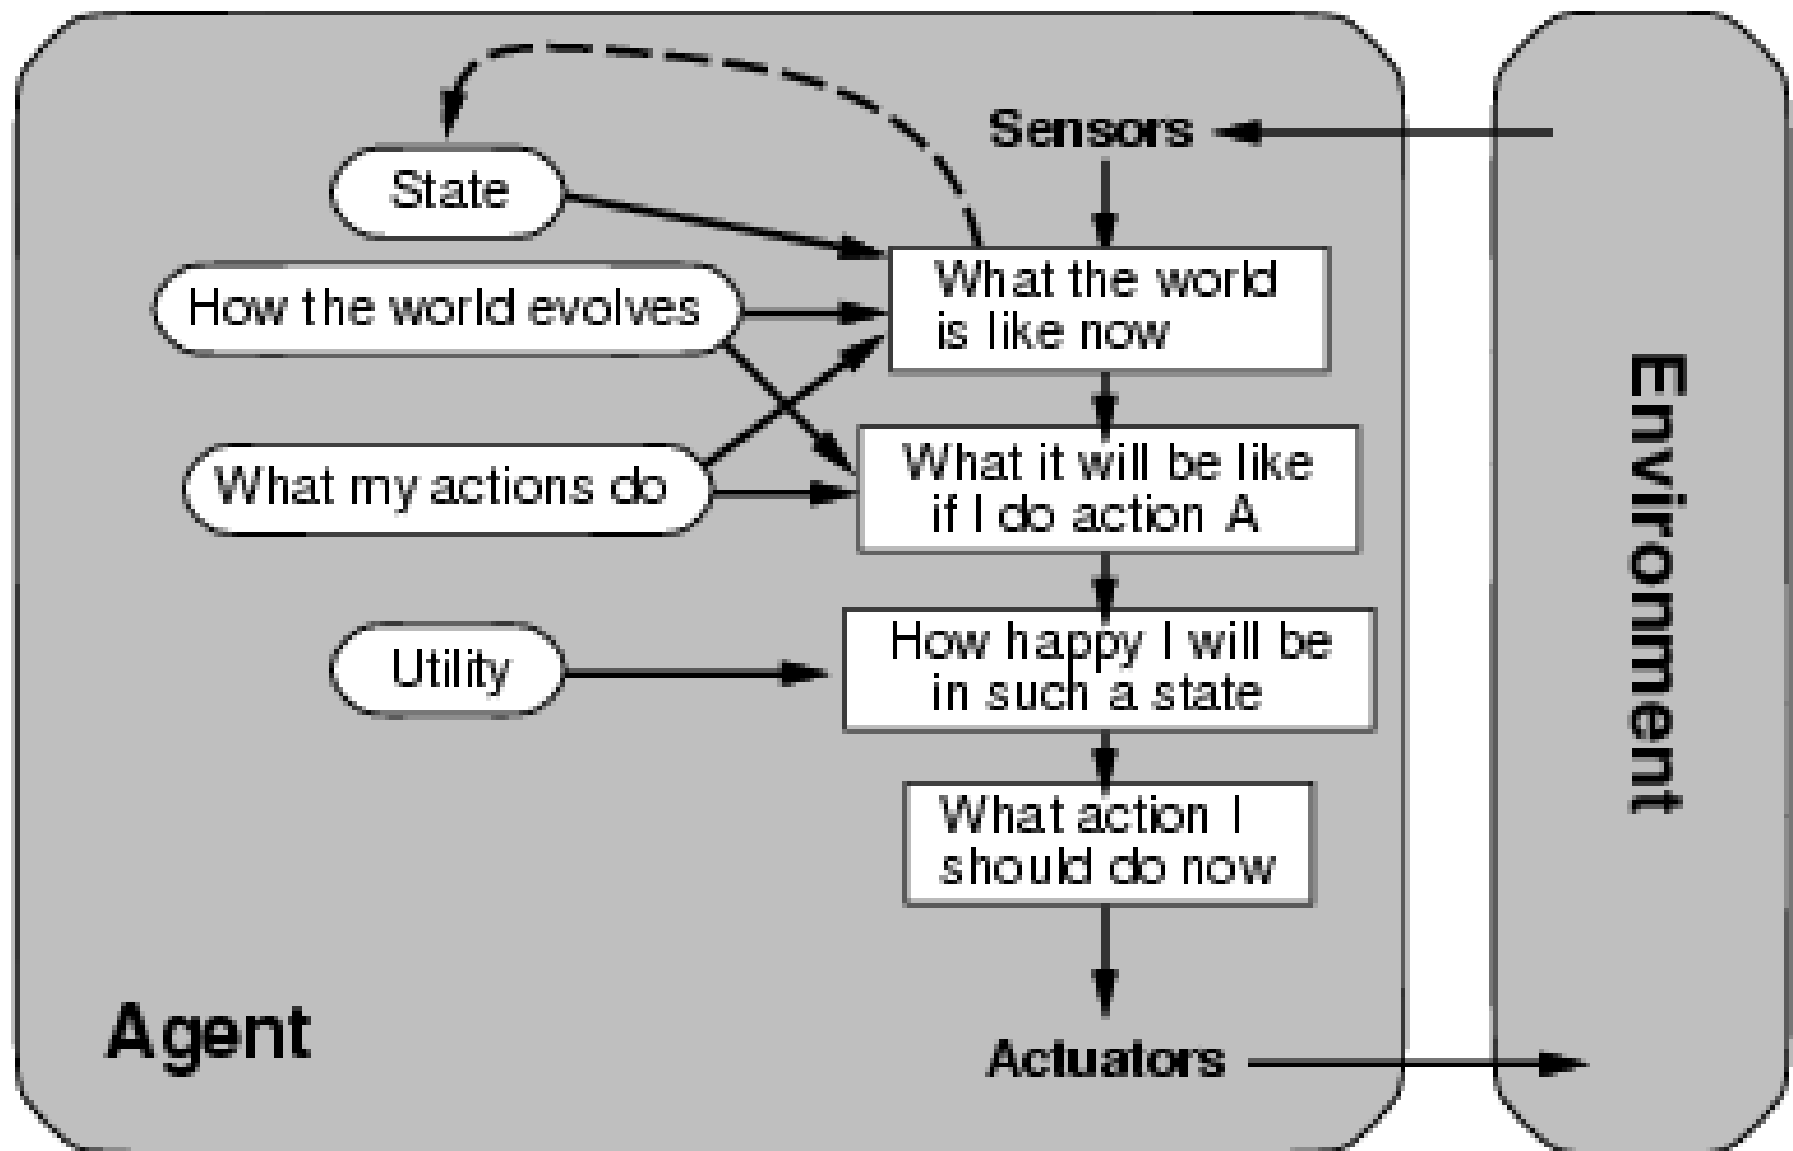 Sensors
State
What the world
is like now
How the world evolves
What my actions do
What it will be like
if I do action A
Utility
How happy I will be
in such a state
What action I
should do now
Agent
Actuators
Environment